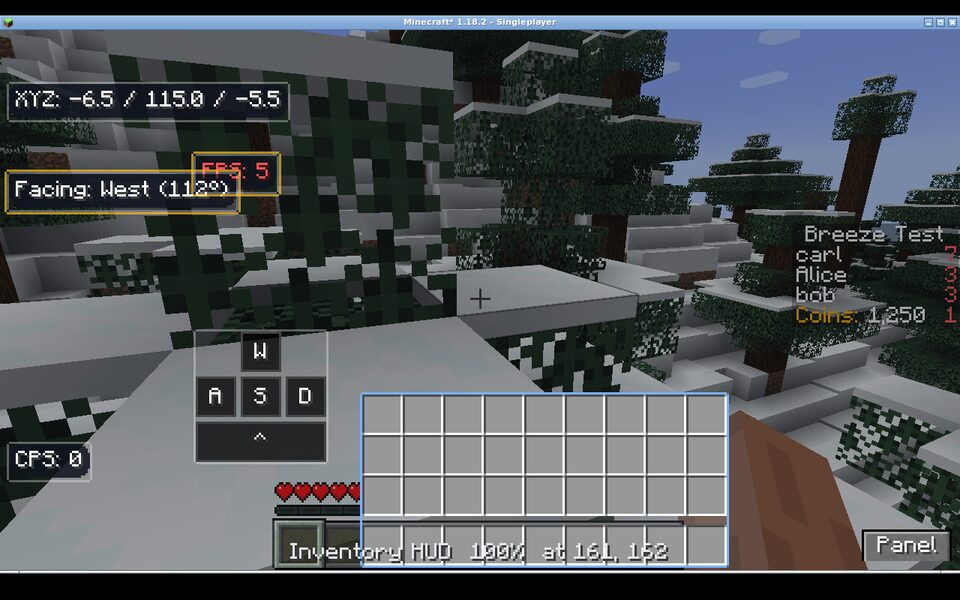 Minecraft* 1.18.2 - Singleplayer
XYZ: -6.5 / 115.0 / -5.5
FPS: 5
Facing: West (112°)
Breeze Test
carl 7
Alice 3
bob 3
Coins: 1,250 1
W
A S D
^
CPS: 0
Inventory HUD 100% at 161, 162
Panel